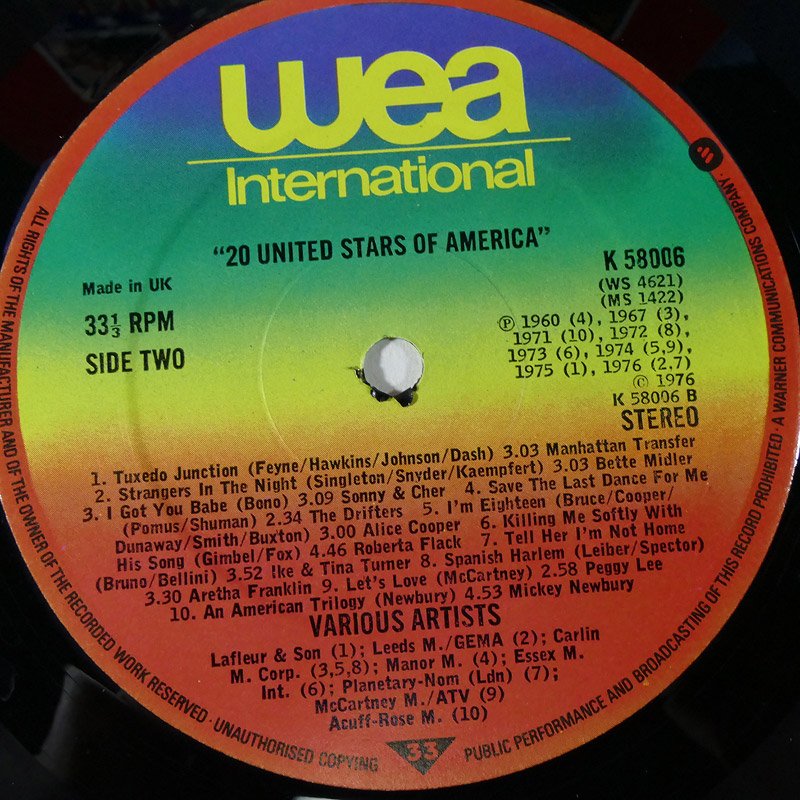 wea
International
"20 UNITED STARS OF AMERICA"
Made in UK
33⅓ RPM
SIDE TWO
K 58006
(WS 4621)
(MS 1422)
℗ 1960 (4), 1967 (3),
1971 (10), 1972 (8),
1973 (6), 1974 (5,9),
1975 (1), 1976 (2,7)
© 1976
K 58006 B
STEREO
1. Tuxedo Junction (Feyne/Hawkins/Johnson/Dash) 3.03 Manhattan Transfer
2. Strangers In The Night (Singleton/Snyder/Kaempfert) 3.03 Bette Midler
3. I Got You Babe (Bono) 3.09 Sonny & Cher 4. Save The Last Dance For Me
(Pomus/Shuman) 2.34 The Drifters 5. I'm Eighteen (Bruce/Cooper/
Dunaway/Smith/Buxton) 3.00 Alice Cooper 6. Killing Me Softly With
His Song (Gimbel/Fox) 4.46 Roberta Flack 7. Tell Her I'm Not Home
(Bruno/Bellini) 3.52 Ike & Tina Turner 8. Spanish Harlem (Leiber/Spector)
3.30 Aretha Franklin 9. Let's Love (McCartney) 2.58 Peggy Lee
10. An American Trilogy (Newbury) 4.53 Mickey Newbury
VARIOUS ARTISTS
Lafleur & Son (1); Leeds M./GEMA (2); Carlin
M. Corp. (3,5,8); Manor M. (4); Essex M.
Int. (6); Planetary-Nom (Ldn) (7);
McCartney M./ATV (9)
Acuff-Rose M. (10)
33
ALL RIGHTS OF THE MANUFACTURER AND OF THE OWNER OF THE RECORDED WORK RESERVED · UNAUTHORISED COPYING PUBLIC PERFORMANCE AND BROADCASTING OF THIS RECORD PROHIBITED · A WARNER COMMUNICATIONS COMPANY ·